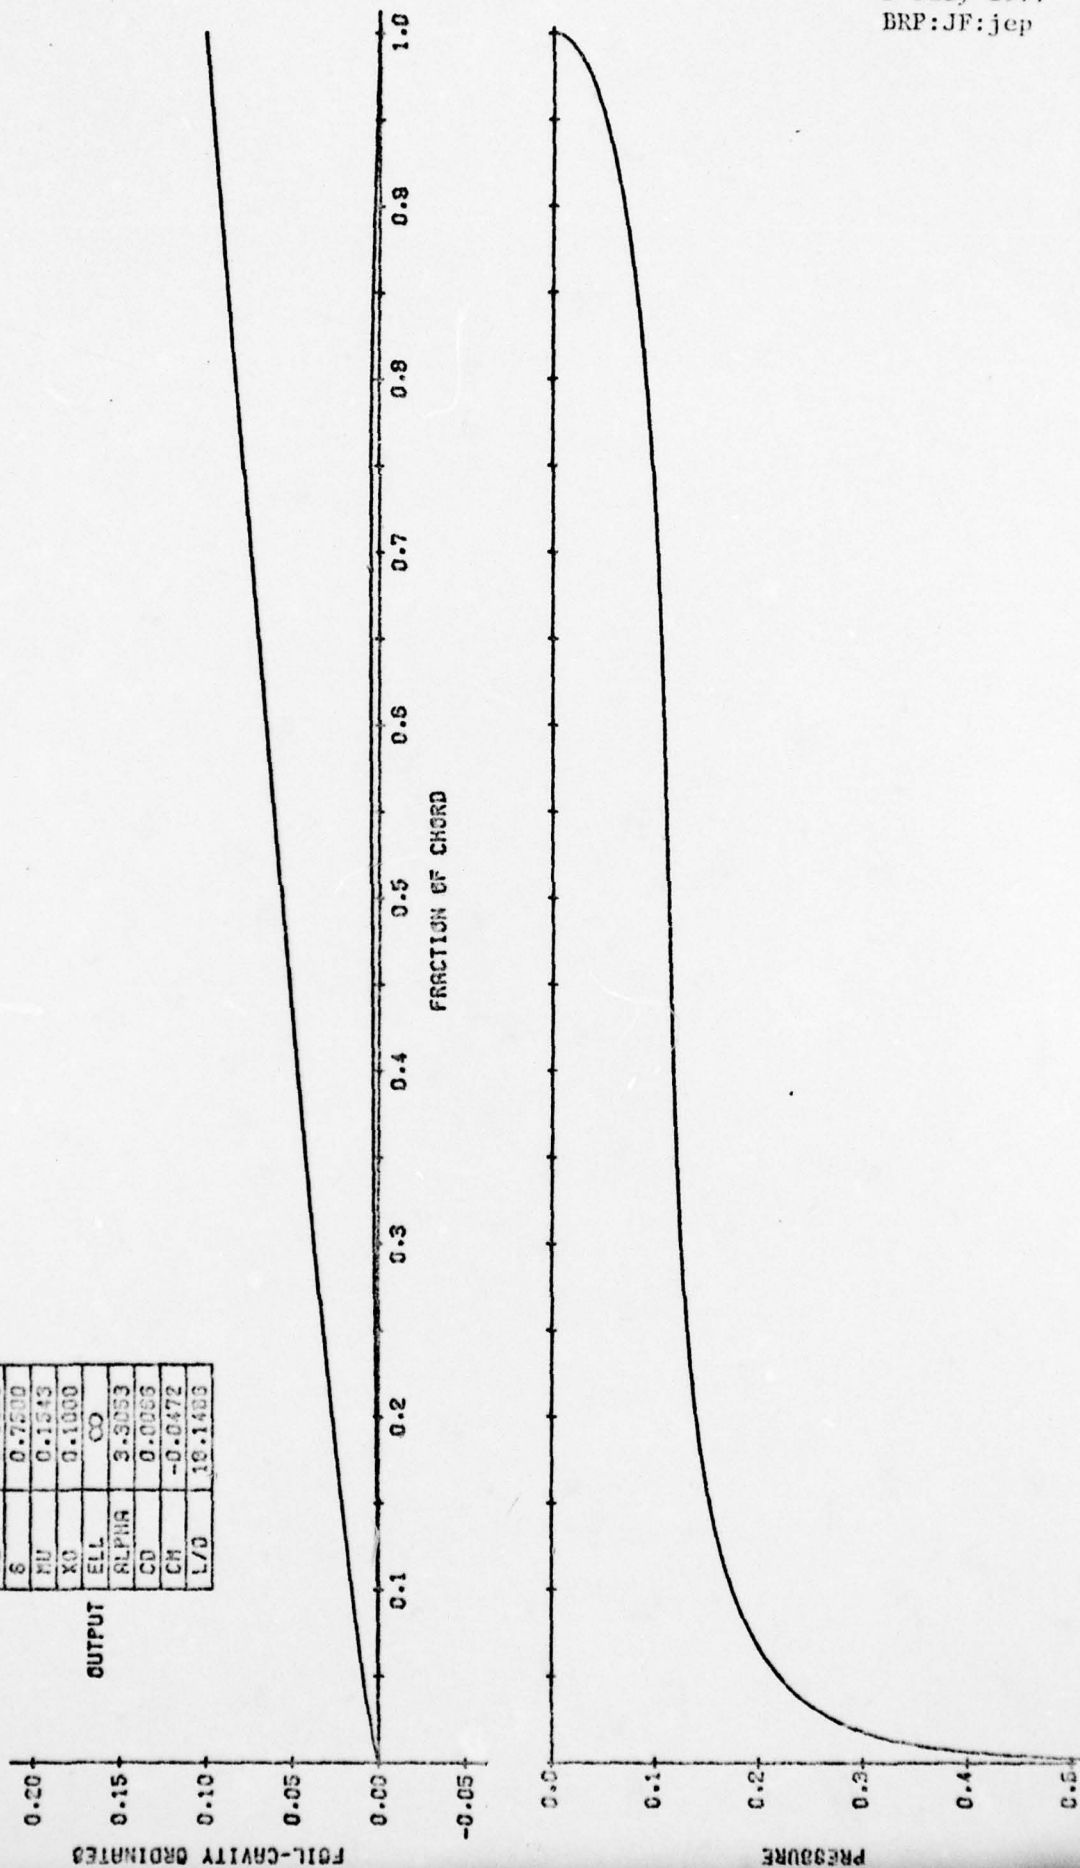 BRP:JF:jep
OUTPUT
S 0.7500
MU 0.1543
XO 0.1000
ELL ∞
ALPHA 3.3053
CD 0.0066
CM -0.0472
L/D
FOIL-CAVITY ORDINATES
0.20
0.15
0.10
0.05
0.00
-0.05
0.1
0.2
0.3
0.4
0.5
0.6
0.7
0.8
0.9
1.0
FRACTION OF CHORD
PRESSURE
0.0
0.1
0.2
0.3
0.4
0.5